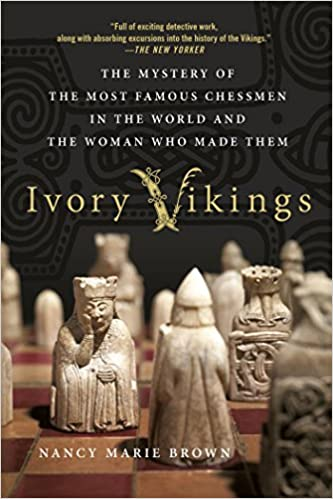 "Full of exciting detective work,
along with absorbing excursions into the history of the Vikings."
—THE NEW YORKER
THE MYSTERY OF
THE MOST FAMOUS CHESSMEN
IN THE WORLD AND
THE WOMAN WHO MADE THEM
Ivory Vikings
NANCY MARIE BROWN